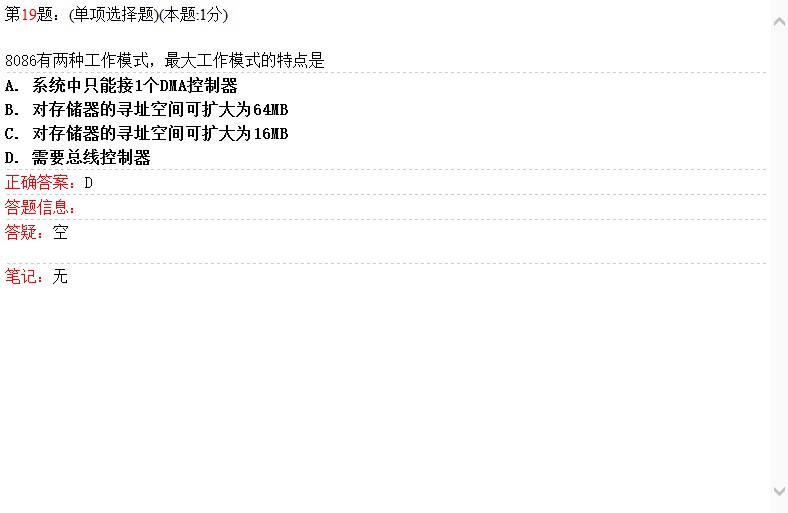 第19题：(单项选择题)(本题:1分)
8086有两种工作模式，最大工作模式的特点是
A. 系统中只能接1个DMA控制器
B. 对存储器的寻址空间可扩大为64MB
C. 对存储器的寻址空间可扩大为16MB
D. 需要总线控制器
正确答案：D
答题信息：
答疑：空
笔记：无